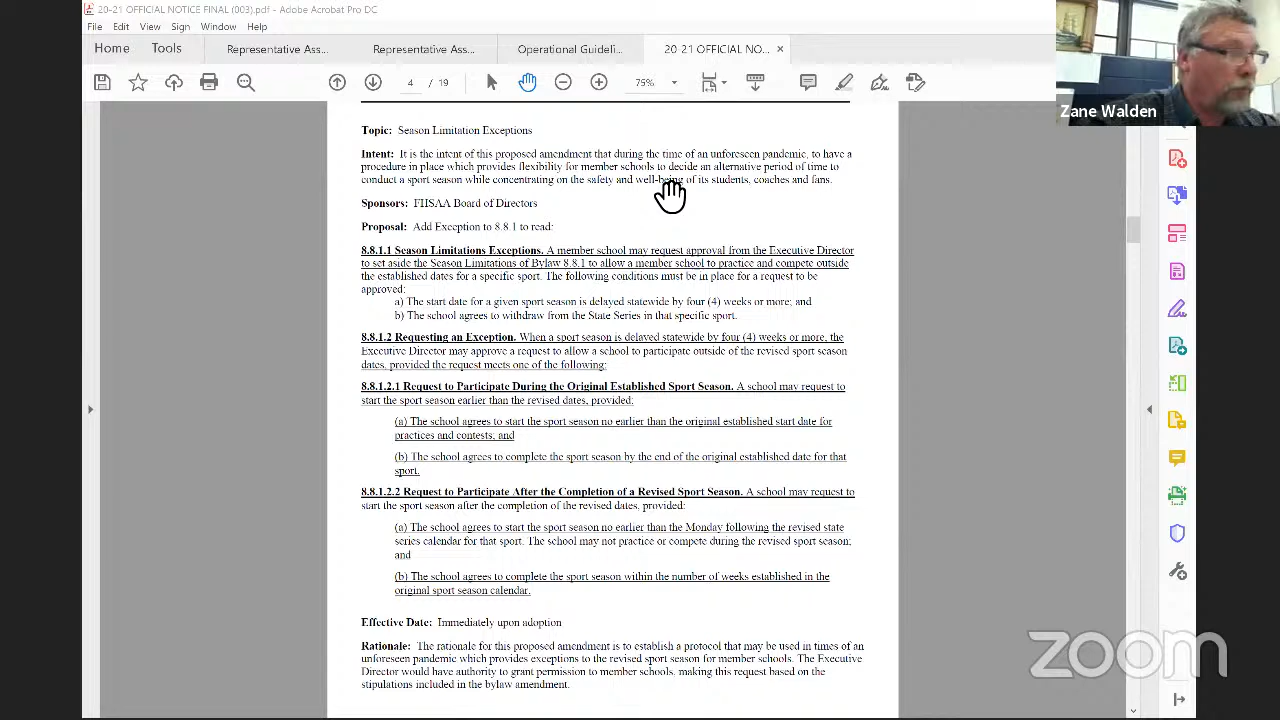 20-21 OFFICIAL NOTICE FINAL (003).pdf - Adobe Acrobat Pro DC
File Edit View Sign Window Help
Home Tools Representative Ass... Representative Ass... Operational Guideli... 20-21 OFFICIAL NO... ×
4 / 19 75%
Zane Walden
Topic: Season Limitation Exceptions
Intent: It is the intent of this proposed amendment that during the time of an unforeseen pandemic, to have a
procedure in place which provides flexibility for member schools to decide an alternative period of time to
conduct a sport season while concentrating on the safety and well-being of its students, coaches and fans.
Sponsors: FHSAA Board of Directors
Proposal: Add Exception to 8.8.1 to read:
8.8.1.1 Season Limitations Exceptions. A member school may request approval from the Executive Director
to set aside the Season Limitations of Bylaw 8.8.1 to allow a member school to practice and compete outside
the established dates for a specific sport. The following conditions must be in place for a request to be
approved:
a) The start date for a given sport season is delayed statewide by four (4) weeks or more; and
b) The school agrees to withdraw from the State Series in that specific sport.
8.8.1.2 Requesting an Exception. When a sport season is delayed statewide by four (4) weeks or more, the
Executive Director may approve a request to allow a school to participate outside of the revised sport season
dates, provided the request meets one of the following:
8.8.1.2.1 Request to Participate During the Original Established Sport Season. A school may request to
start the sport season earlier than the revised dates, provided:
(a) The school agrees to start the sport season no earlier than the original established start date for
practices and contests; and
(b) The school agrees to complete the sport season by the end of the original established date for that
sport.
8.8.1.2.2 Request to Participate After the Completion of a Revised Sport Season. A school may request to
start the sport season after the completion of the revised dates, provided:
(a) The school agrees to start the sport season no earlier than the Monday following the revised state
series calendar for that sport. The school may not practice or compete during the revised sport season;
and
(b) The school agrees to complete the sport season within the number of weeks established in the
original sport season calendar.
Effective Date: Immediately upon adoption
Rationale: The rationale for this proposed amendment is to establish a protocol that may be used in times of an
unforeseen pandemic which provides exceptions to the revised sport season for member schools. The Executive
Director would have authority to grant permission to member schools, making this request based on the
stipulations included in the bylaw amendment.
zoom